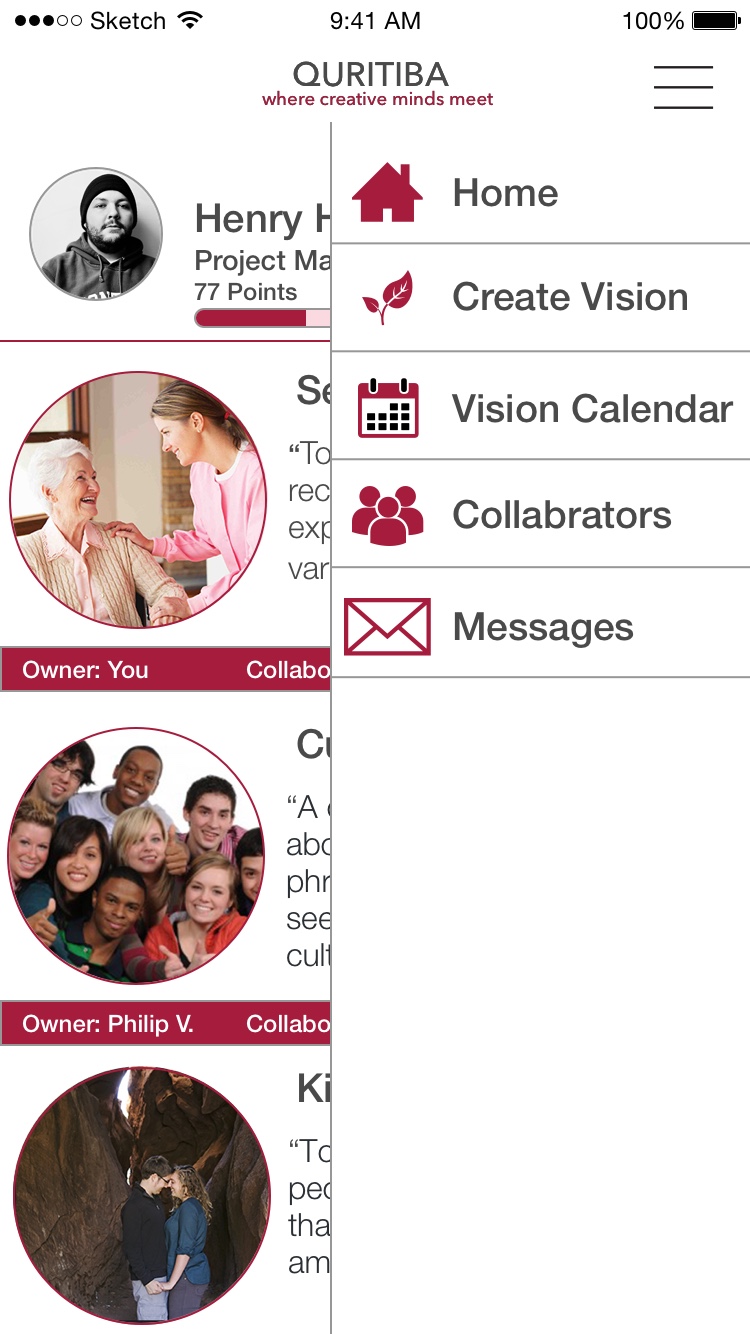 Sketch 9:41 AM 100%
QURITIBA
where creative minds meet
Henry H
Project Ma
77 Points
Home
Create Vision
Vision Calendar
Collabrators
Messages
Se
“To
rec
exp
var
Owner: You Collabo
Cu
“A
abo
phr
see
cult
Owner: Philip V. Collabo
Ki
“To
peo
tha
am